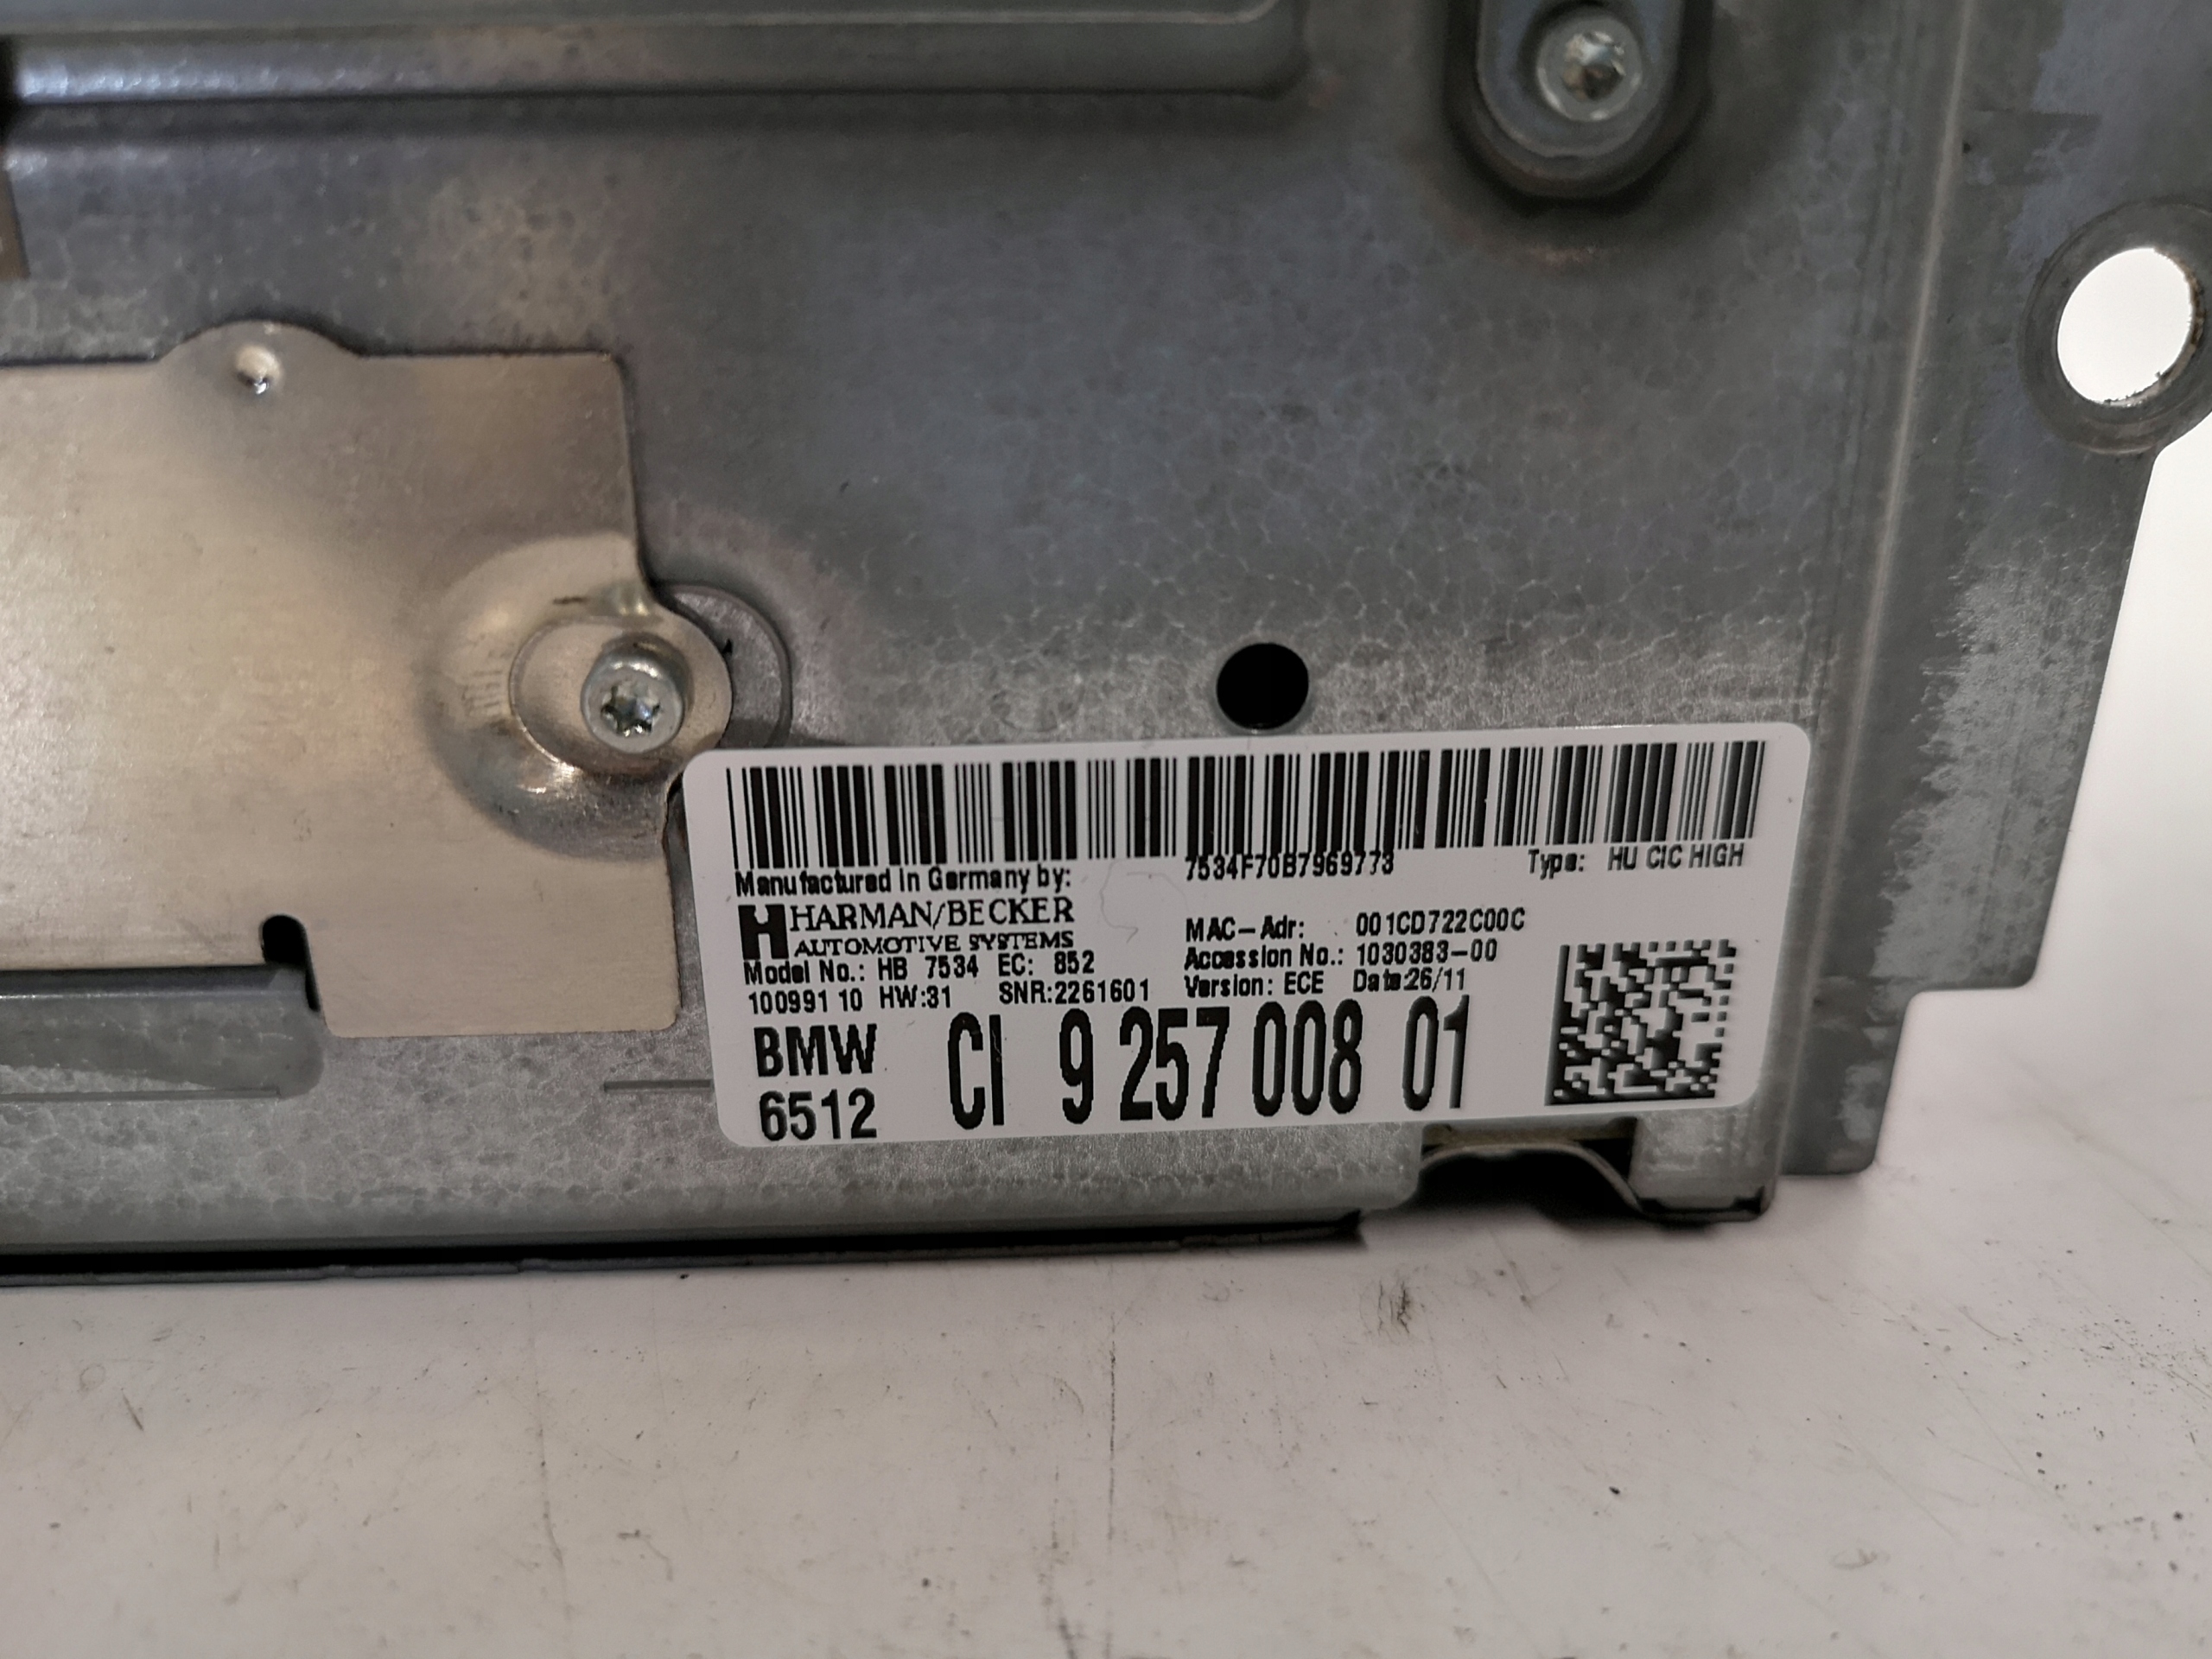 7534F70B7969773
Type: HU CIC HIGH
Manufactured in Germany by:
HARMAN/BECKER
AUTOMOTIVE SYSTEMS
MAC-Adr: 001CD722C00C
Model No.: HB 7534 EC: 852
Accession No.: 1030383-00
100991 10 HW:31 SNR:2261601
Version: ECE Date:26/11
BMW CI 9 257 008 01
6512